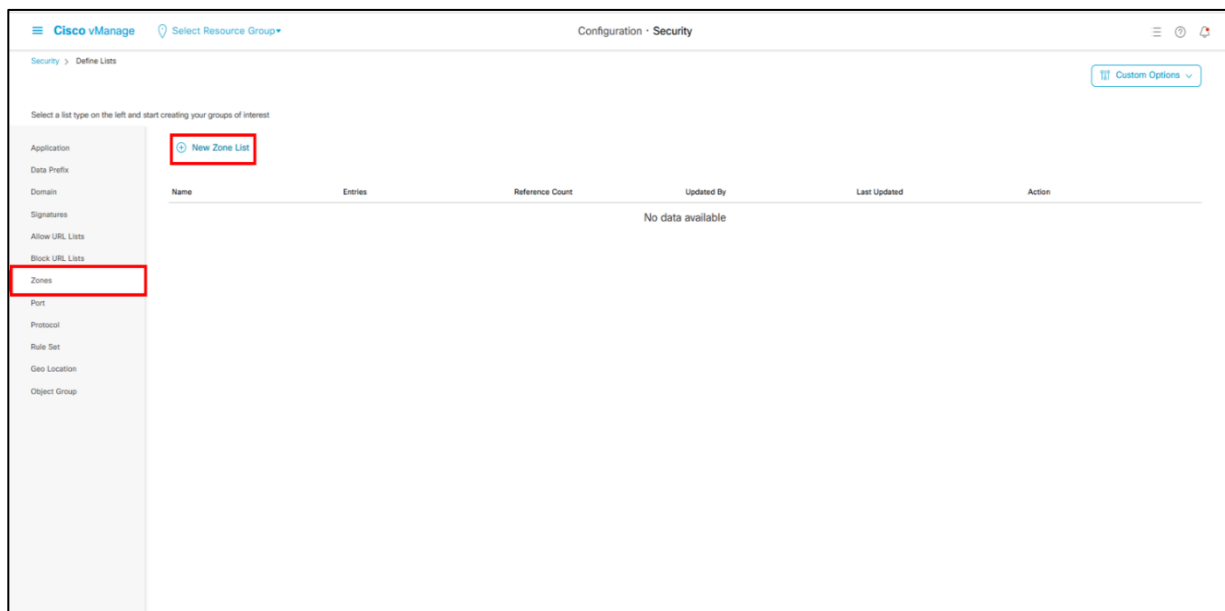 Cisco vManage
Select Resource Group▾
Configuration · Security
Security > Define Lists
Custom Options
Select a list type on the left and start creating your groups of interest
Application
Data Prefix
Domain
Signatures
Allow URL Lists
Block URL Lists
Zones
Port
Protocol
Rule Set
Geo Location
Object Group
New Zone List
Name Entries Reference Count Updated By Last Updated Action
No data available